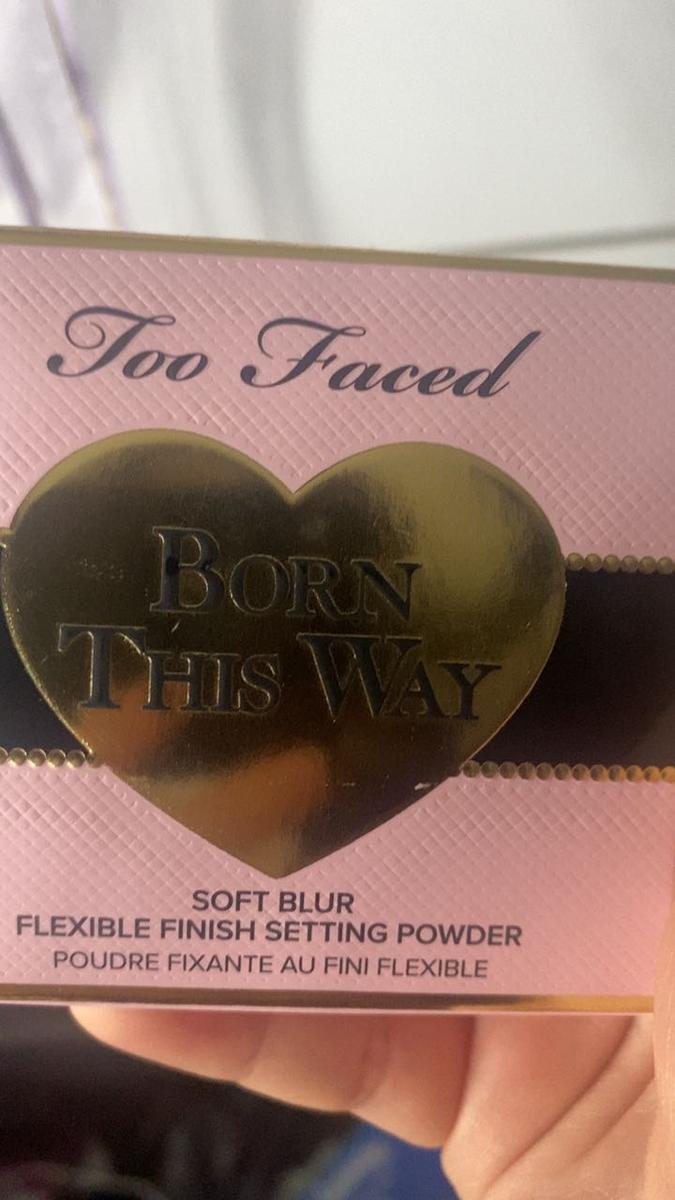 Too Faced
BORN
THIS WAY
SOFT BLUR
FLEXIBLE FINISH SETTING POWDER
POUDRE FIXANTE AU FINI FLEXIBLE